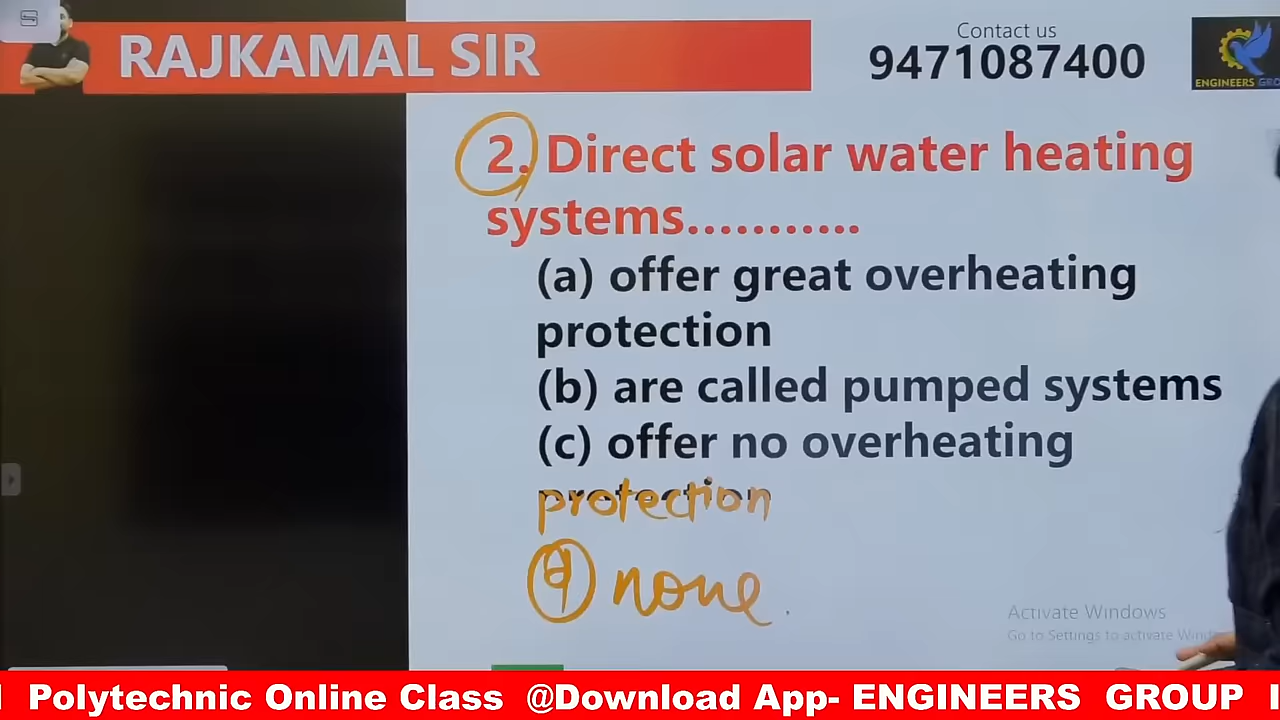 RAJKAMAL SIR
Contact us
9471087400
ENGINEERS GRO
2. Direct solar water heating
systems...........
(a) offer great overheating
protection
(b) are called pumped systems
(c) offer no overheating
protection
(d) none
Activate Windows
Go to Settings to activate Wind
Polytechnic Online Class @Download App- ENGINEERS GROUP